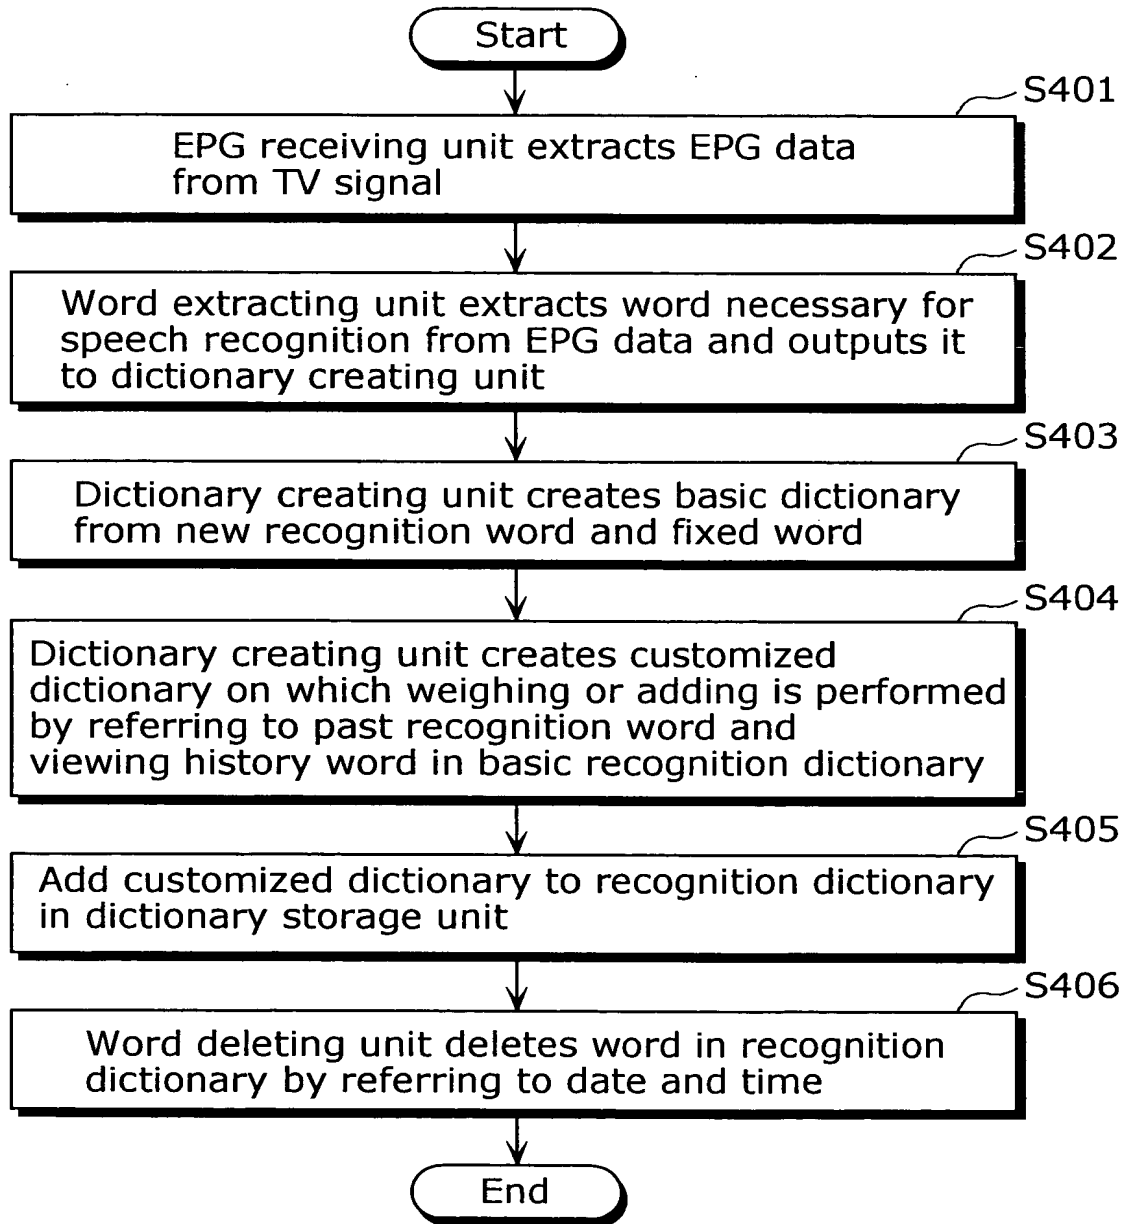 Start
S401
EPG receiving unit extracts EPG data
from TV signal
S402
Word extracting unit extracts word necessary for
speech recognition from EPG data and outputs it
to dictionary creating unit
S403
Dictionary creating unit creates basic dictionary
from new recognition word and fixed word
S404
Dictionary creating unit creates customized
dictionary on which weighing or adding is performed
by referring to past recognition word and
viewing history word in basic recognition dictionary
S405
Add customized dictionary to recognition dictionary
in dictionary storage unit
S406
Word deleting unit deletes word in recognition
dictionary by referring to date and time
End